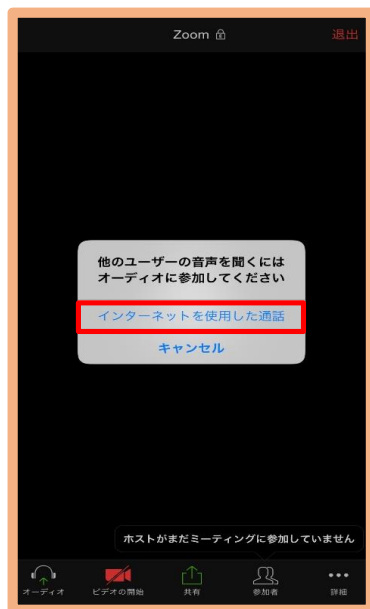 Zoom
退出
他のユーザーの音声を聞くには
オーディオに参加してください
インターネットを使用した通話
キャンセル
ホストがまだミーティングに参加していません
オーディオ
ビデオの開始
共有
参加者
詳細